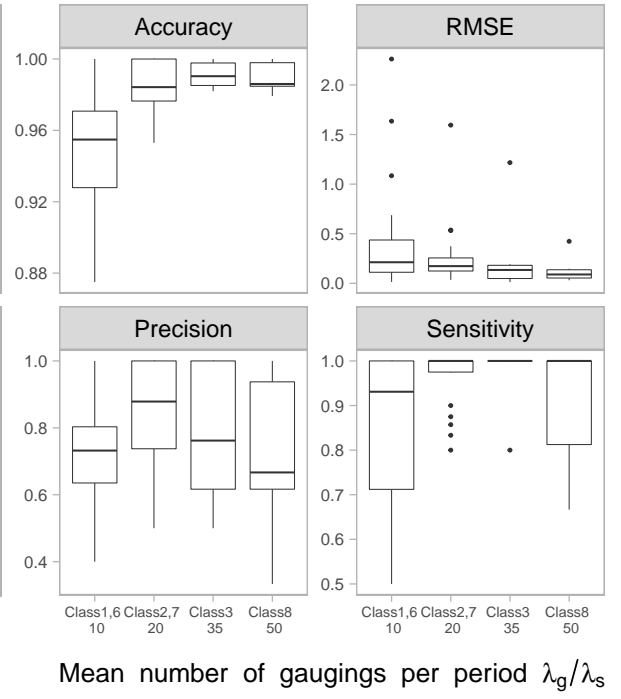 Accuracy
RMSE
1.00
0.96
0.92
0.88
2.0
1.5
1.0
0.5
0.0
Precision
Sensitivity
1.0
0.8
0.6
0.4
1.0
0.9
0.8
0.7
0.6
0.5
Class1,6 Class2,7 Class3 Class8
10 20 35 50
Class1,6 Class2,7 Class3 Class8
10 20 35 50
Mean number of gaugings per period λg/λs